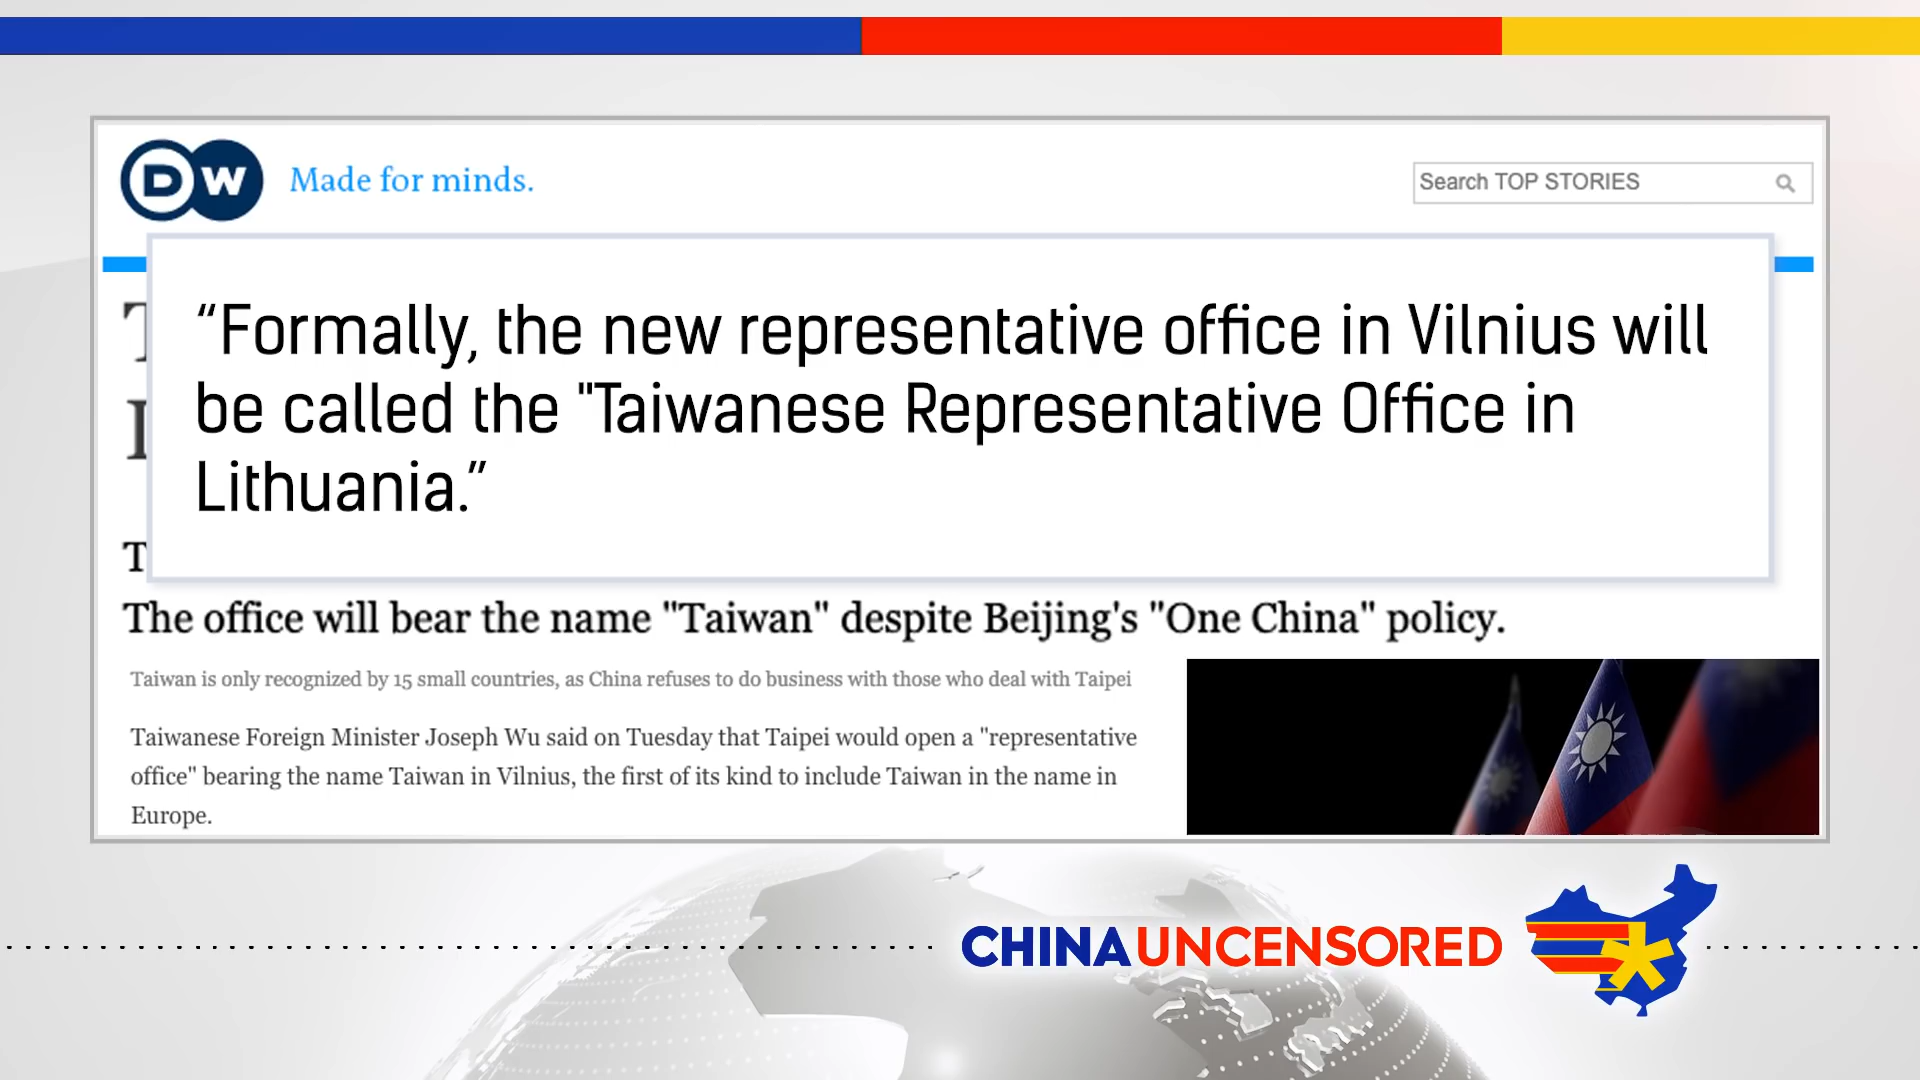 DW Made for minds.
Search TOP STORIES
“Formally, the new representative office in Vilnius will
be called the "Taiwanese Representative Office in
Lithuania.”
The office will bear the name "Taiwan" despite Beijing's "One China" policy.
Taiwan is only recognized by 15 small countries, as China refuses to do business with those who deal with Taipei
Taiwanese Foreign Minister Joseph Wu said on Tuesday that Taipei would open a "representative
office" bearing the name Taiwan in Vilnius, the first of its kind to include Taiwan in the name in
Europe.
CHINAUNCENSORED